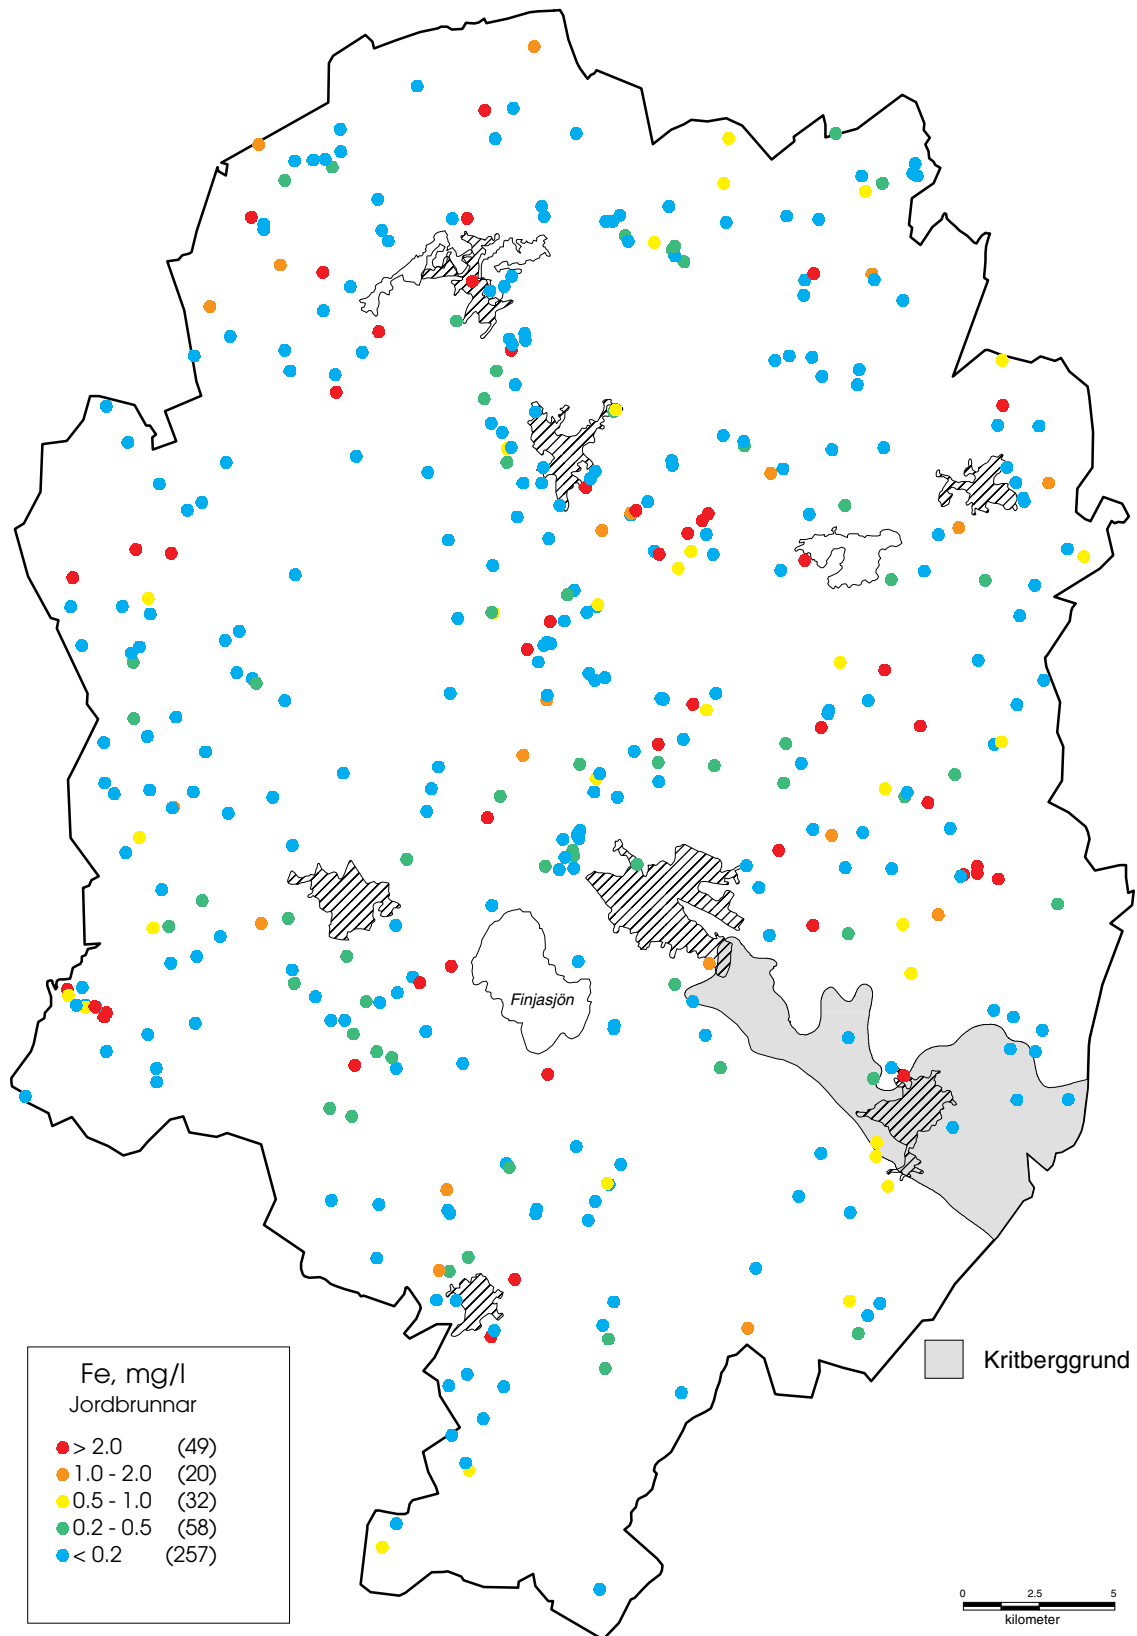 Finjasjön
Kritberggrund
Fe, mg/l
Jordbrunnar
> 2.0 (49)
1.0 - 2.0 (20)
0.5 - 1.0 (32)
0.2 - 0.5 (58)
< 0.2 (257)
0 2.5 5
kilometer